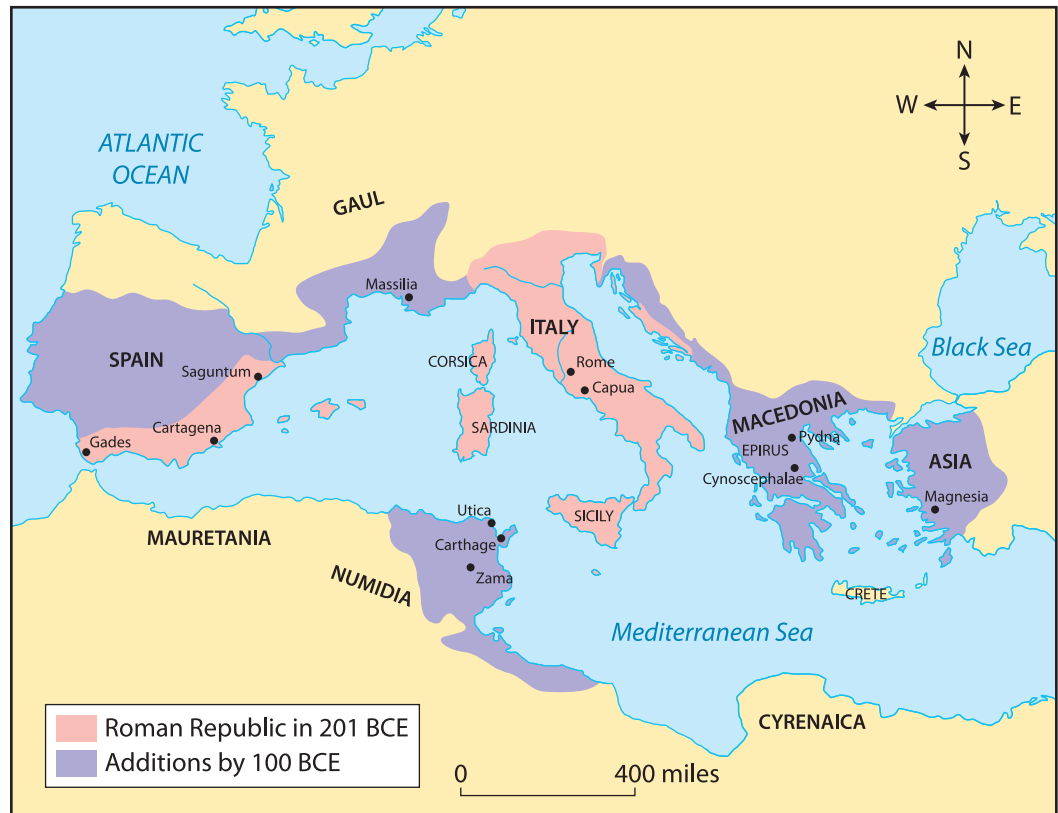 N
W E
S
ATLANTIC
OCEAN
GAUL
Massilia
ITALY
Black Sea
SPAIN
CORSICA
Rome
Saguntum
Capua
MACEDONIA
Cartagena
SARDINIA
Pydna
Gades
EPIRUS
ASIA
Cynoscephalae
Magnesia
Utica
SICILY
MAURETANIA
Carthage
NUMIDIA
Zama
CRETE
Mediterranean Sea
Roman Republic in 201 BCE
Additions by 100 BCE
CYRENAICA
0 400 miles